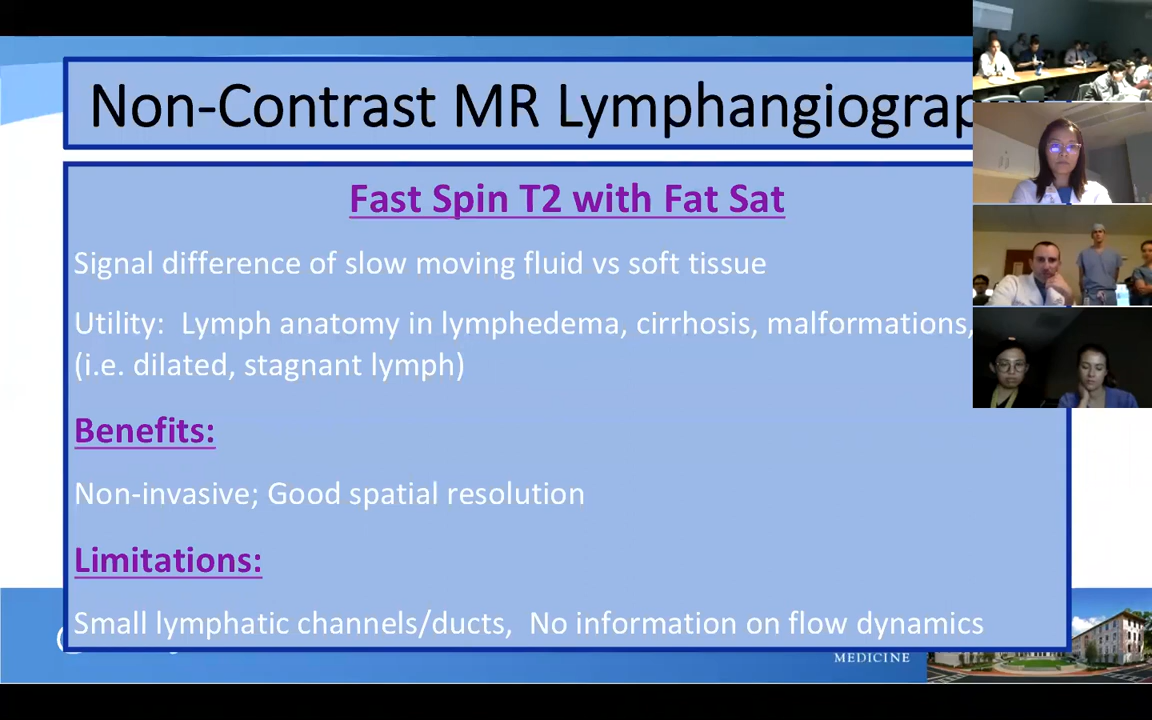 Non-Contrast MR Lymphangiograp
Fast Spin T2 with Fat Sat
Signal difference of slow moving fluid vs soft tissue
Utility: Lymph anatomy in lymphedema, cirrhosis, malformations,
(i.e. dilated, stagnant lymph)
Benefits:
Non-invasive; Good spatial resolution
Limitations:
Small lymphatic channels/ducts, No information on flow dynamics
MEDICINE